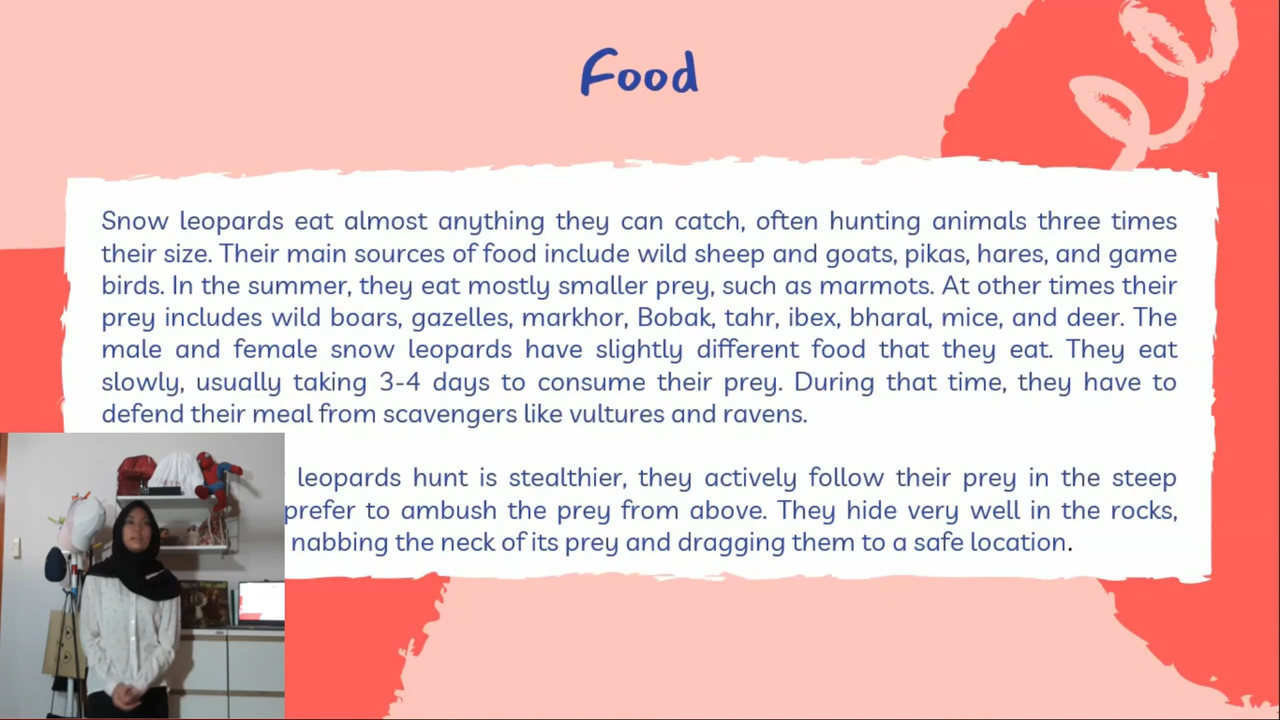 Food
Snow leopards eat almost anything they can catch, often hunting animals three times
their size. Their main sources of food include wild sheep and goats, pikas, hares, and game
birds. In the summer, they eat mostly smaller prey, such as marmots. At other times their
prey includes wild boars, gazelles, markhor, Bobak, tahr, ibex, bharal, mice, and deer. The
male and female snow leopards have slightly different food that they eat. They eat
slowly, usually taking 3-4 days to consume their prey. During that time, they have to
defend their meal from scavengers like vultures and ravens.
leopards hunt is stealthier, they actively follow their prey in the steep
prefer to ambush the prey from above. They hide very well in the rocks,
nabbing the neck of its prey and dragging them to a safe location.